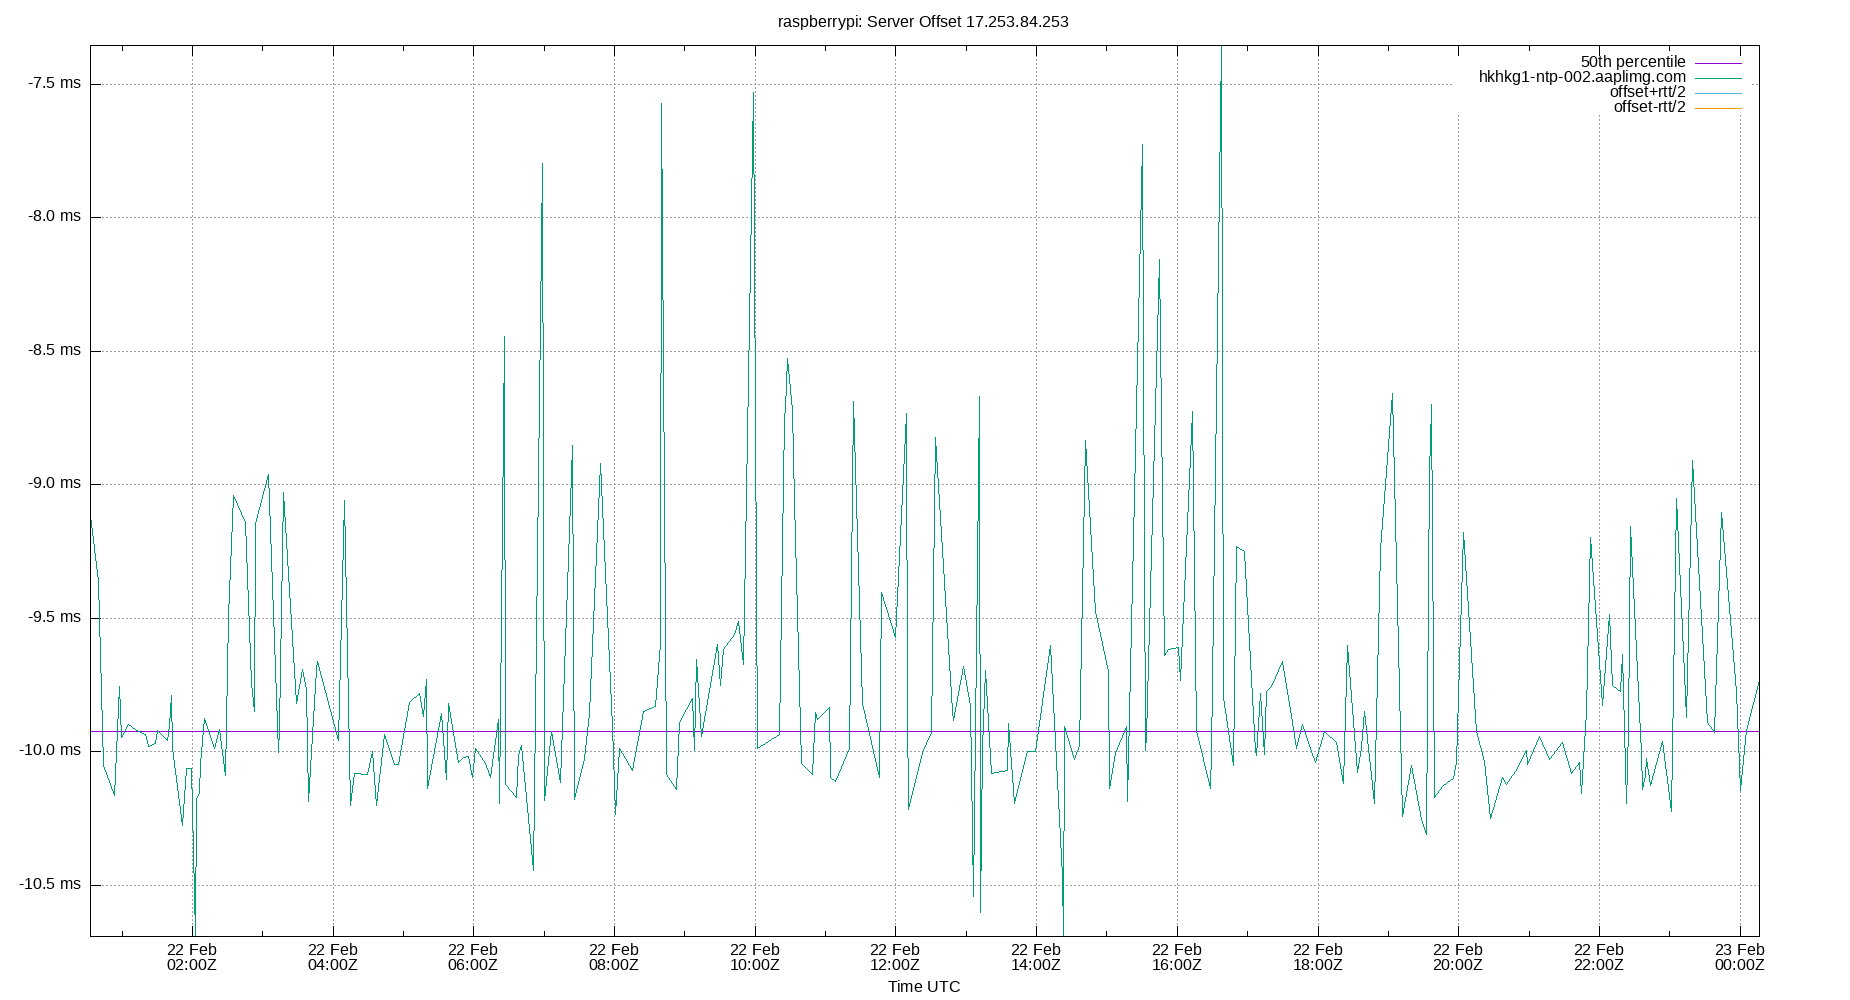 raspberrypi: Server Offset 17.253.84.253
50th percentile
hkhkg1-ntp-002.aaplimg.com
offset+rtt/2
offset-rtt/2
-7.5 ms
-8.0 ms
-8.5 ms
-9.0 ms
-9.5 ms
-10.0 ms
-10.5 ms
22 Feb 22 Feb 22 Feb 22 Feb 22 Feb 22 Feb 22 Feb 22 Feb 22 Feb 22 Feb 22 Feb 23 Feb
02:00Z 04:00Z 06:00Z 08:00Z 10:00Z 12:00Z 14:00Z 16:00Z 18:00Z 20:00Z 22:00Z 00:00Z
Time UTC